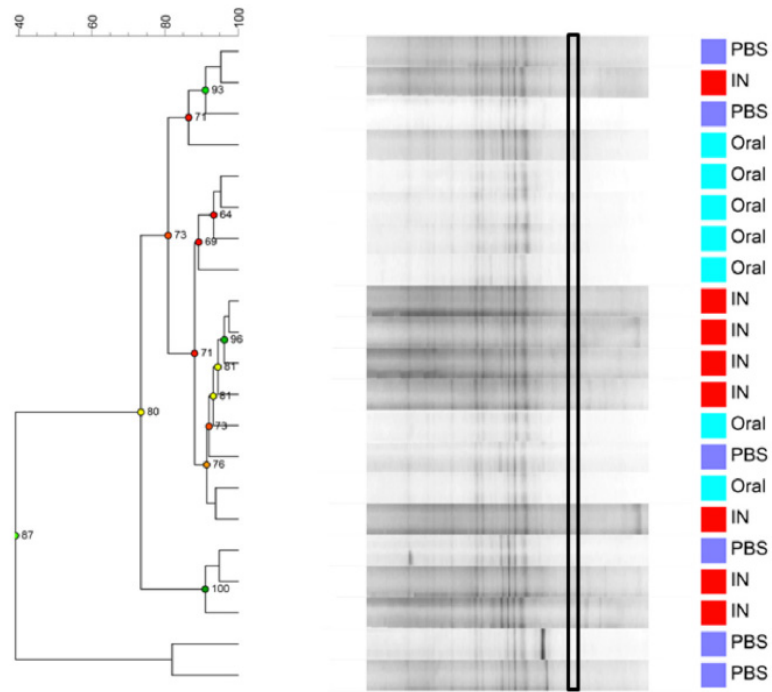 40 60 80 100
93
71
64
69
73
96
71
81
81
80
73
76
87
100
PBS
IN
PBS
Oral
Oral
Oral
Oral
Oral
IN
IN
IN
IN
Oral
PBS
Oral
IN
PBS
IN
IN
PBS
PBS